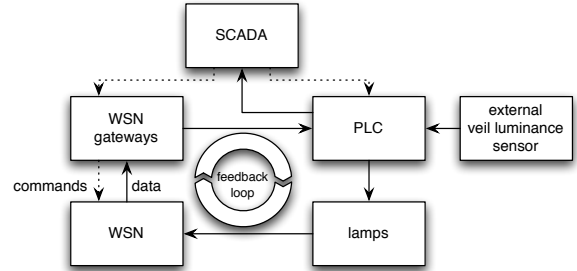 SCADA
WSN
gateways
PLC
external
veil luminance
sensor
feedback
loop
commands
data
WSN
lamps